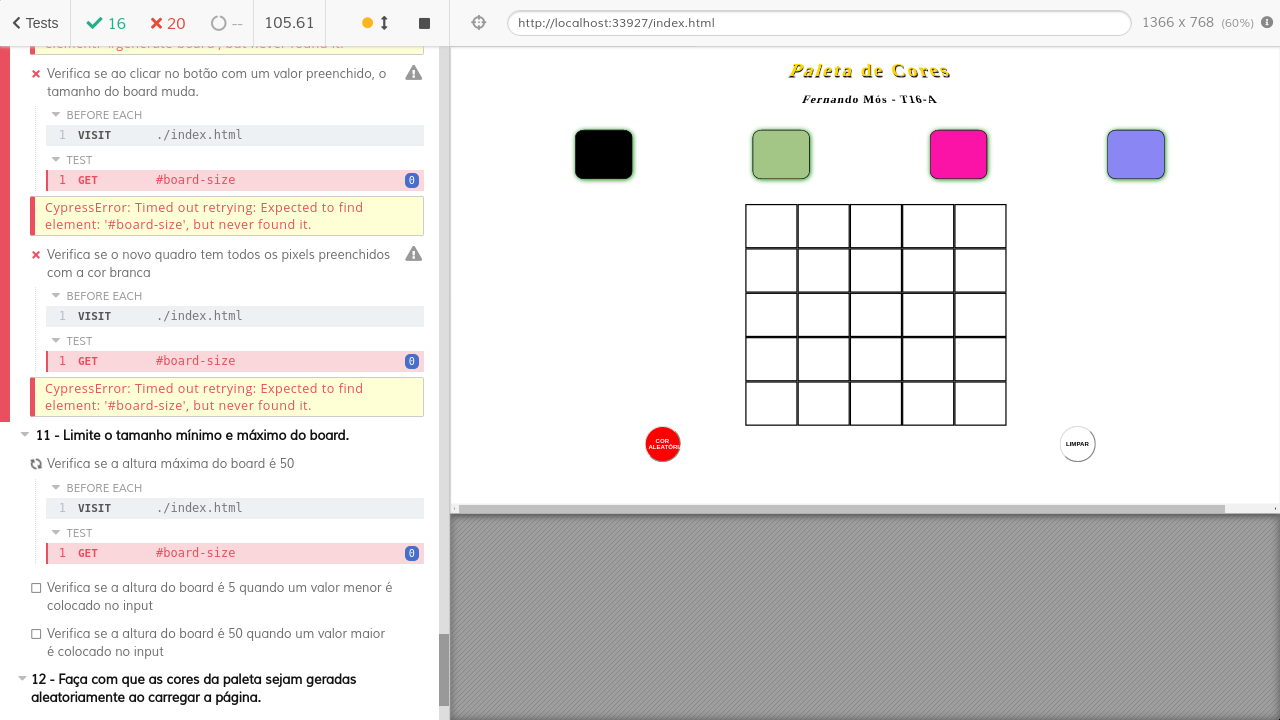 Tests 16 20 -- 105.61
http://localhost:33927/index.html 1366 x 768 (60%)
element: '#generate-board', but never found it.
Verifica se ao clicar no botão com um valor preenchido, o
tamanho do board muda.
BEFORE EACH
1 VISIT ./index.html
TEST
1 GET #board-size 0
CypressError: Timed out retrying: Expected to find
element: '#board-size', but never found it.
Verifica se o novo quadro tem todos os pixels preenchidos
com a cor branca
BEFORE EACH
1 VISIT ./index.html
TEST
1 GET #board-size 0
CypressError: Timed out retrying: Expected to find
element: '#board-size', but never found it.
11 - Limite o tamanho mínimo e máximo do board.
Verifica se a altura máxima do board é 50
BEFORE EACH
1 VISIT ./index.html
TEST
1 GET #board-size 0
Verifica se a altura do board é 5 quando um valor menor é
colocado no input
Verifica se a altura do board é 50 quando um valor maior
é colocado no input
12 - Faça com que as cores da paleta sejam geradas
aleatoriamente ao carregar a página.
Paleta de Cores
Fernando Mós - T16-A
COR
ALEATÓRI
LIMPAR